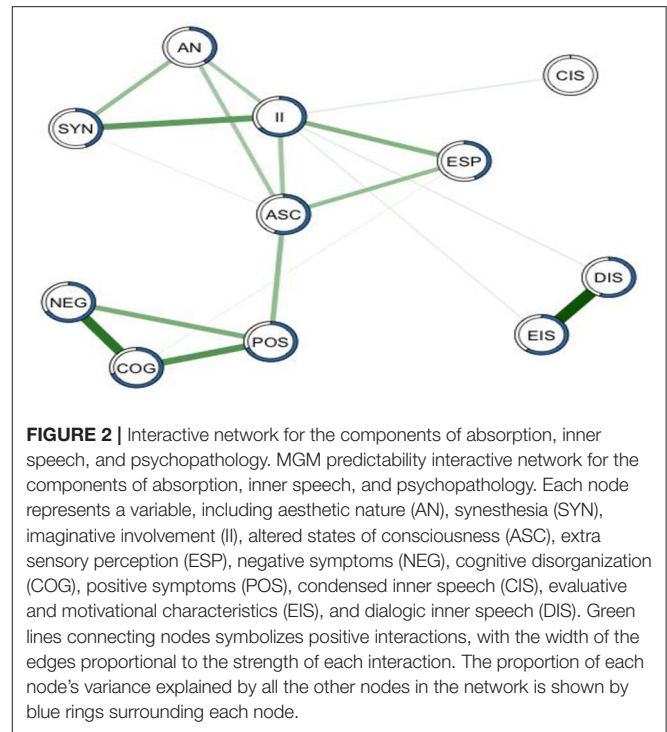 AN
CIS
II
SYN
ESP
ASC
DIS
NEG
EIS
POS
COG
FIGURE 2 | Interactive network for the components of absorption, inner
speech, and psychopathology. MGM predictability interactive network for the
components of absorption, inner speech, and psychopathology. Each node
represents a variable, including aesthetic nature (AN), synesthesia (SYN),
imaginative involvement (II), altered states of consciousness (ASC), extra
sensory perception (ESP), negative symptoms (NEG), cognitive disorganization
(COG), positive symptoms (POS), condensed inner speech (CIS), evaluative
and motivational characteristics (EIS), and dialogic inner speech (DIS). Green
lines connecting nodes symbolizes positive interactions, with the width of the
edges proportional to the strength of each interaction. The proportion of each
node's variance explained by all the other nodes in the network is shown by
blue rings surrounding each node.